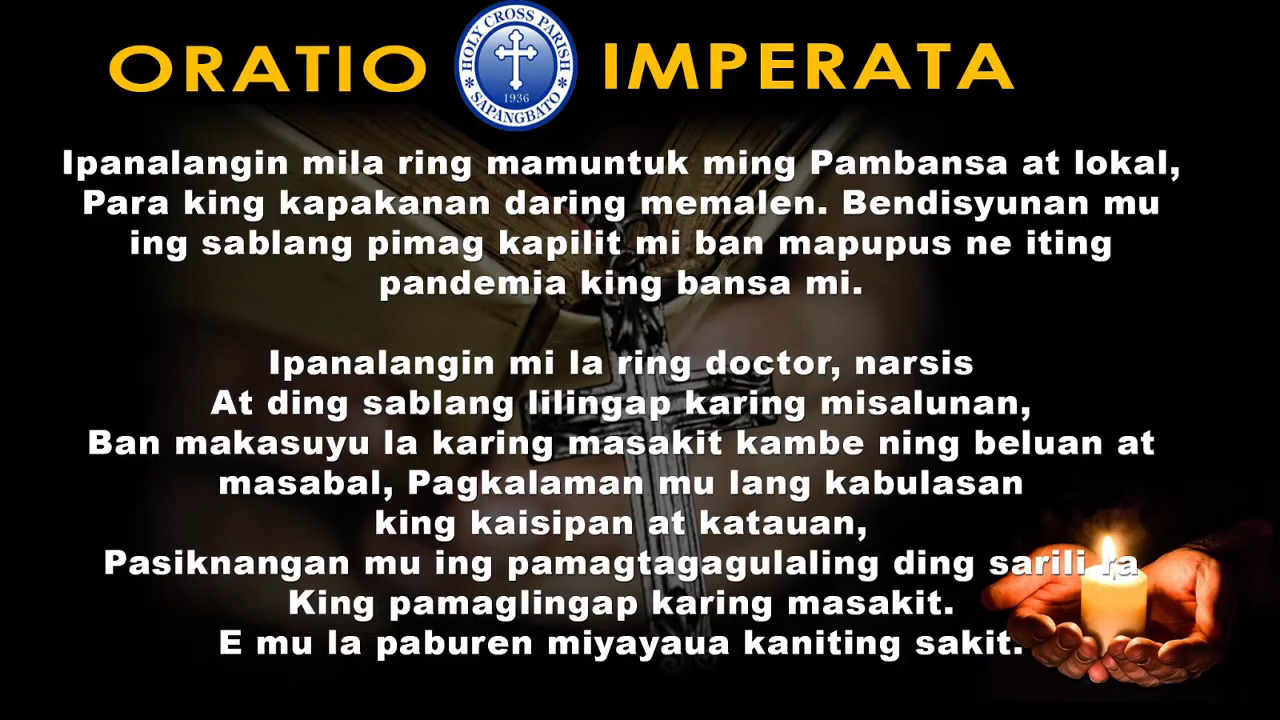 ORATIO IMPERATA
HOLY CROSS PARISH
1936
SAPANGBATO
Ipanalangin mila ring mamuntuk ming Pambansa at lokal,
Para king kapakanan daring memalen. Bendisyunan mu
ing sablang pimag kapilit mi ban mapupus ne iting
pandemia king bansa mi.
Ipanalangin mi la ring doctor, narsis
At ding sablang lilingap karing misalunan,
Ban makasuyu la karing masakit kambe ning beluan at
masabal, Pagkalaman mu lang kabulasan
king kaisipan at katauan,
Pasiknangan mu ing pamagtagagulaling ding sarili ra
King pamaglingap karing masakit.
E mu la paburen miyayaua kaniting sakit.